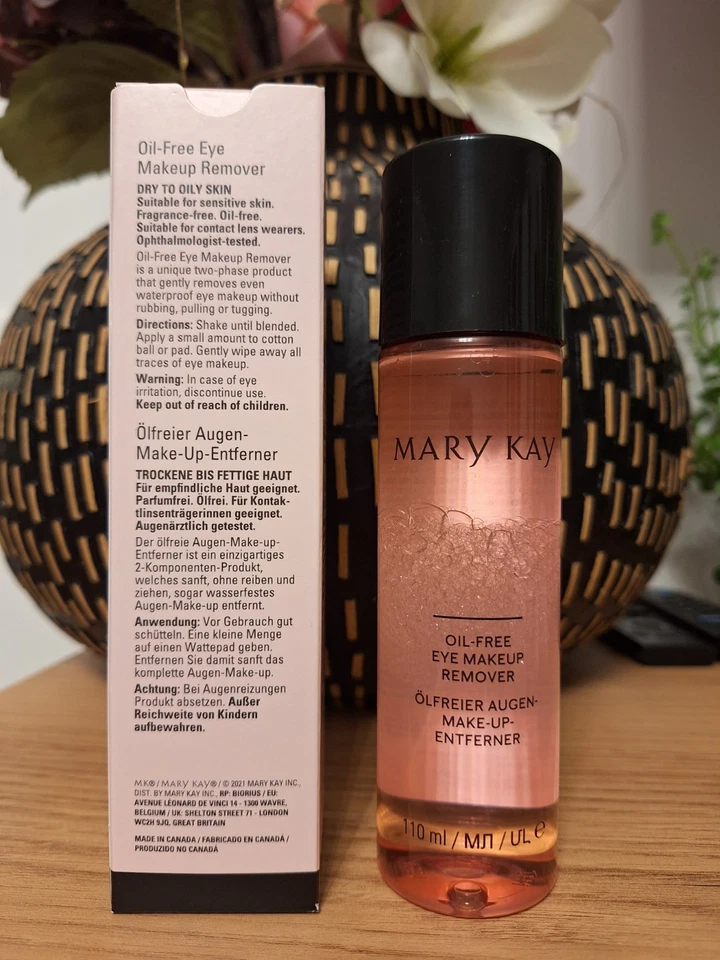 Oil-Free Eye
Makeup Remover
DRY TO OILY SKIN
Suitable for sensitive skin.
Fragrance-free. Oil-free.
Suitable for contact lens wearers.
Ophthalmologist-tested.
Oil-Free Eye Makeup Remover
is a unique two-phase product
that gently removes even
waterproof eye makeup without
rubbing, pulling or tugging.
Directions: Shake until blended.
Apply a small amount to cotton
ball or pad. Gently wipe away all
traces of eye makeup.
Warning: In case of eye
irritation, discontinue use.
Keep out of reach of children.
Ölfreier Augen-
Make-Up-Entferner
TROCKENE BIS FETTIGE HAUT
Für empfindliche Haut geeignet.
Parfumfrei. Ölfrei. Für Kontak-
tlinsenträgerinnen geeignet.
Augenärztlich getestet.
Der ölfreie Augen-Make-up-
Entferner ist ein einzigartiges
2-Komponenten-Produkt,
welches sanft, ohne reiben und
ziehen, sogar wasserfestes
Augen-Make-up entfernt.
Anwendung: Vor Gebrauch gut
schütteln. Eine kleine Menge
auf einen Wattepad geben.
Entfernen Sie damit sanft das
komplette Augen-Make-up.
Achtung: Bei Augenreizungen
Produkt absetzen. Außer
Reichweite von Kindern
aufbewahren.
MK®/MARY KAY®/ © 2021 MARY KAY INC.,
DIST. BY MARY KAY INC., RP: BIORIUS / EU:
AVENUE LÉONARD DE VINCI 14 - 1300 WAVRE,
BELGIUM / UK: SHELTON STREET 71 - LONDON
WC2H 9JQ, GREAT BRITAIN
MADE IN CANADA / FABRICADO EN CANADÁ /
PRODUZIDO NO CANADÁ
MARY KAY
OIL-FREE
EYE MAKEUP
REMOVER
ÖLFREIER AUGEN-
MAKE-UP-
ENTFERNER
110 ml / МЛ / UL ℮